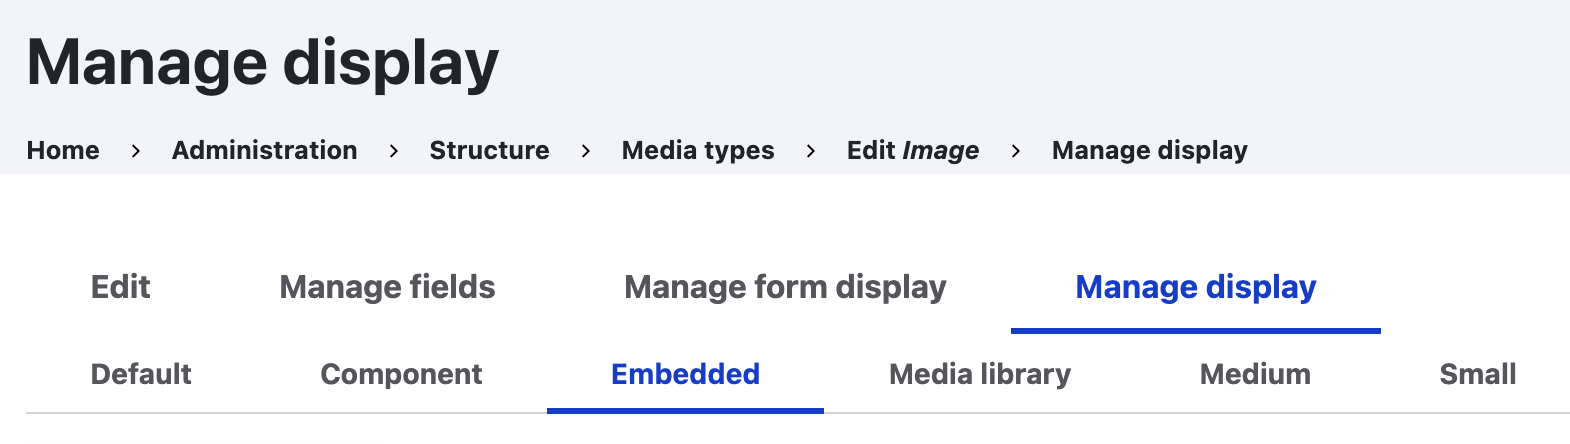 Manage display
Home > Administration > Structure > Media types > Edit Image > Manage display
Edit Manage fields Manage form display Manage display
Default Component Embedded Media library Medium Small